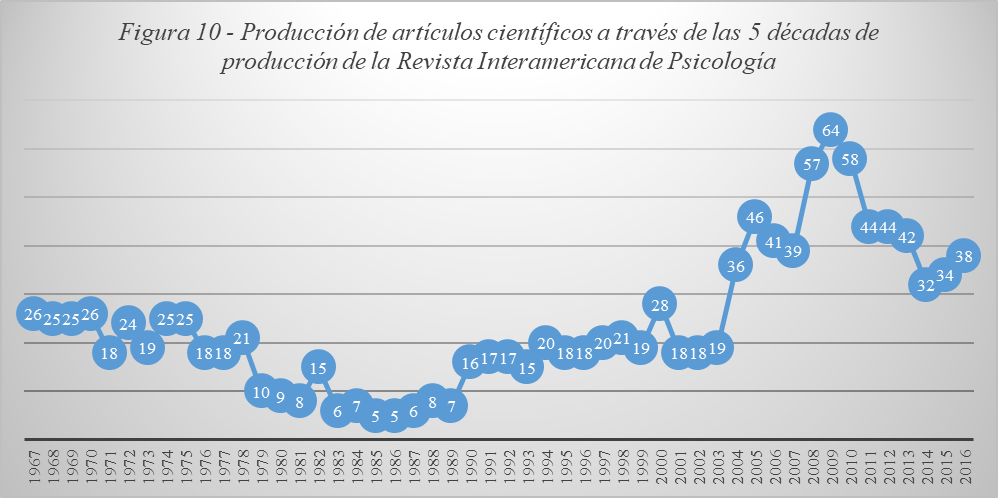 Figura 10 - Producción de artículos científicos a través de las 5 décadas de
producción de la Revista Interamericana de Psicología
26 25 25 26 18 24 19 25 25 18 18 21 10 9 8 15 6 7 5 5 6 8 7 16 17 17 15 20 18 18 20 21 19 28 18 18 19 36 46 41 39 57 64 58 44 44 42 32 34 38
1967 1968 1969 1970 1971 1972 1973 1974 1975 1976 1977 1978 1979 1980 1981 1982 1983 1984 1985 1986 1987 1988 1989 1990 1991 1992 1993 1994 1995 1996 1997 1998 1999 2000 2001 2002 2003 2004 2005 2006 2007 2008 2009 2010 2011 2012 2013 2014 2015 2016